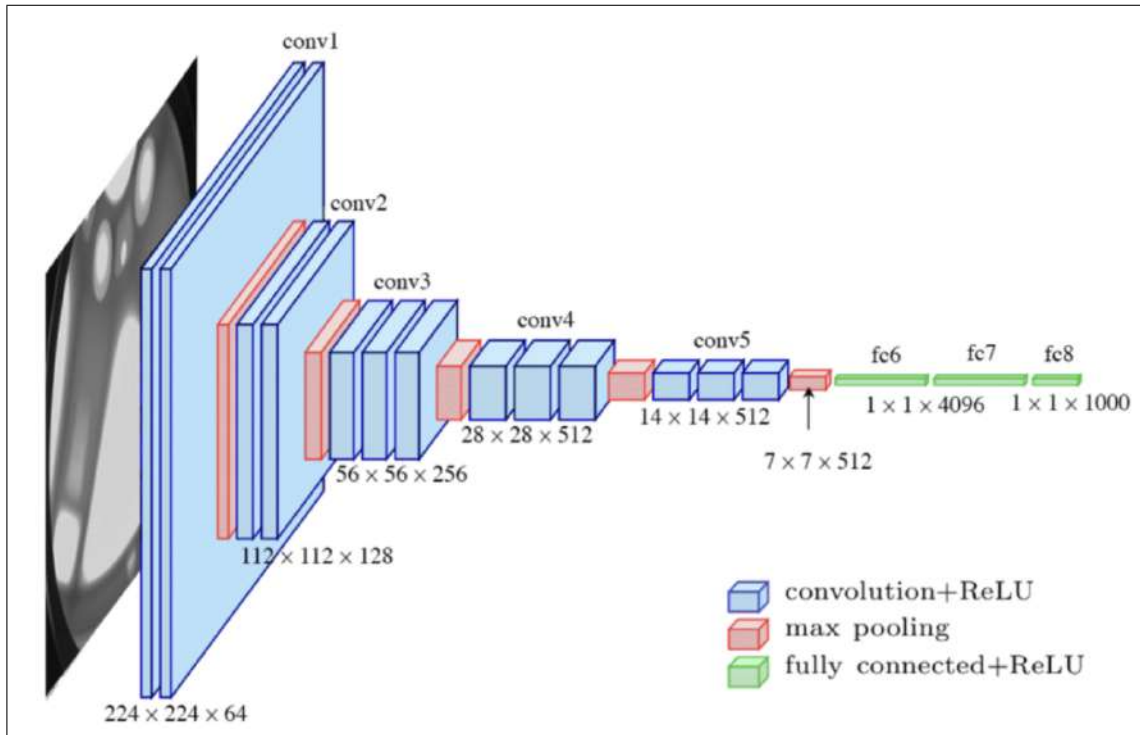 conv1
conv2
conv3
conv4
conv5
fc6
fc7
fc8
1 × 1 × 4096
1 × 1 × 1000
14 × 14 × 512
28 × 28 × 512
7 × 7 × 512
56 × 56 × 256
112 × 112 × 128
224 × 224 × 64
convolution+ReLU
max pooling
fully connected+ReLU